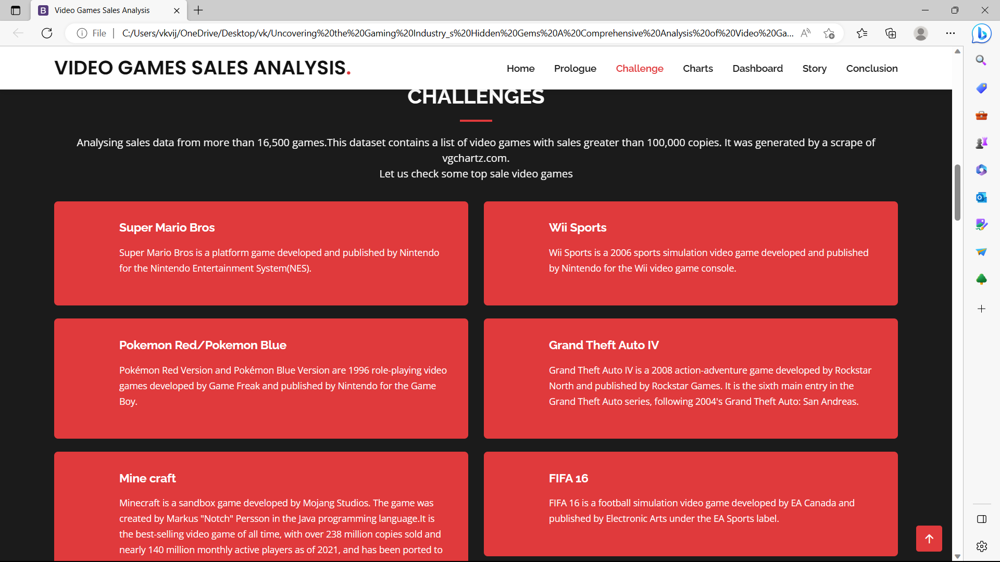 Video Games Sales Analysis
File
C:/Users/vkvij/OneDrive/Desktop/vk/Uncovering%20the%20Gaming%20Industry_s%20Hidden%20Gems%20A%20Comprehensive%20Analysis%20of%20Video%20Ga...
VIDEO GAMES SALES ANALYSIS.
Home Prologue Challenge Charts Dashboard Story Conclusion
CHALLENGES
Analysing sales data from more than 16,500 games.This dataset contains a list of video games with sales greater than 100,000 copies. It was generated by a scrape of
vgchartz.com.
Let us check some top sale video games
Super Mario Bros
Super Mario Bros is a platform game developed and published by Nintendo
for the Nintendo Entertainment System(NES).
Wii Sports
Wii Sports is a 2006 sports simulation video game developed and published
by Nintendo for the Wii video game console.
Pokemon Red/Pokemon Blue
Pokémon Red Version and Pokémon Blue Version are 1996 role-playing video
games developed by Game Freak and published by Nintendo for the Game
Boy.
Grand Theft Auto IV
Grand Theft Auto IV is a 2008 action-adventure game developed by Rockstar
North and published by Rockstar Games. It is the sixth main entry in the
Grand Theft Auto series, following 2004's Grand Theft Auto: San Andreas.
Mine craft
Minecraft is a sandbox game developed by Mojang Studios. The game was
created by Markus "Notch" Persson in the Java programming language.It is
the best-selling video game of all time, with over 238 million copies sold and
nearly 140 million monthly active players as of 2021, and has been ported to
FIFA 16
FIFA 16 is a football simulation video game developed by EA Canada and
published by Electronic Arts under the EA Sports label.